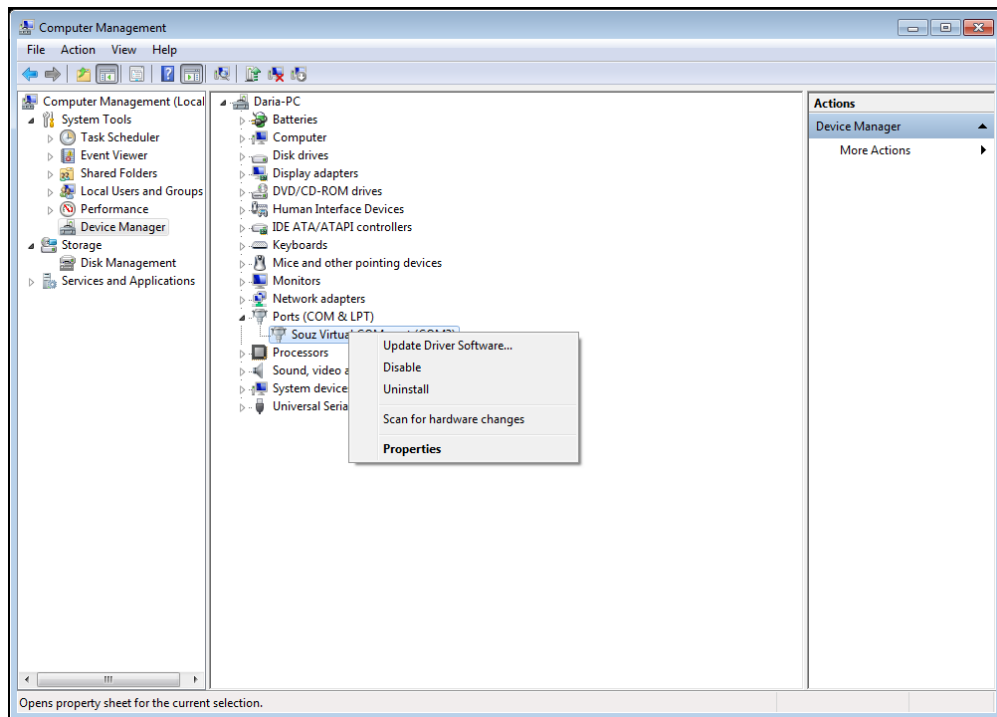 Computer Management
File Action View Help
Computer Management (Local
System Tools
Task Scheduler
Event Viewer
Shared Folders
Local Users and Groups
Performance
Device Manager
Storage
Disk Management
Services and Applications
Daria-PC
Batteries
Computer
Disk drives
Display adapters
DVD/CD-ROM drives
Human Interface Devices
IDE ATA/ATAPI controllers
Keyboards
Mice and other pointing devices
Monitors
Network adapters
Ports (COM & LPT)
Souz Virtua
Processors
Sound, video a
System device
Universal Seria
Update Driver Software...
Disable
Uninstall
Scan for hardware changes
Properties
Actions
Device Manager
More Actions
Opens property sheet for the current selection.